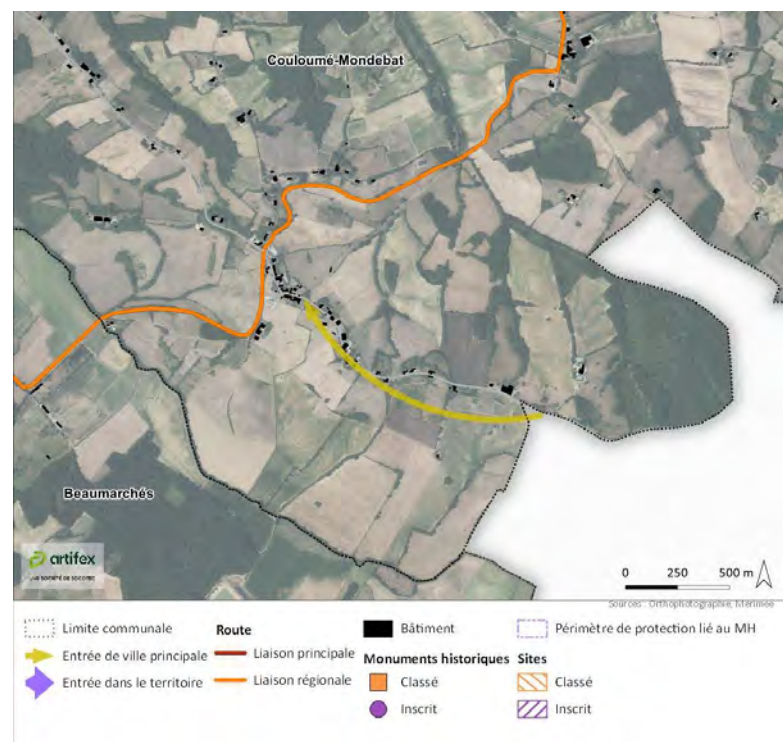 Couloumé-Mondebat
Beaumarchés
artifex
0 250 500 m
Sources : Orthophotographie, Mérimée
Limite communale
Entrée de ville principale
Entrée dans le territoire
Route
Liaison principale
Liaison régionale
Bâtiment
Monuments historiques
Classé
Inscrit
Périmètre de protection lié au MH
Sites
Classé
Inscrit